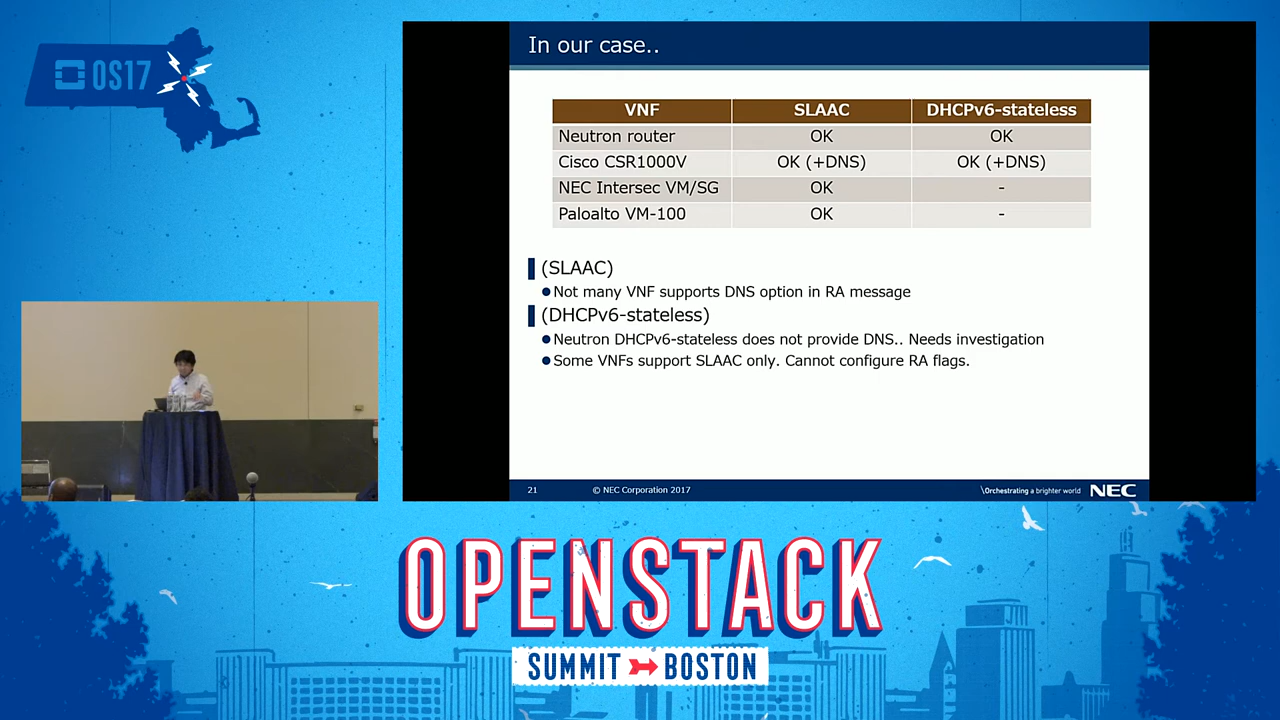 OS17
In our case..
VNF SLAAC DHCPv6-stateless
Neutron router OK OK
Cisco CSR1000V OK (+DNS) OK (+DNS)
NEC Intersec VM/SG OK -
Paloalto VM-100 OK -
(SLAAC)
●Not many VNF supports DNS option in RA message
(DHCPv6-stateless)
●Neutron DHCPv6-stateless does not provide DNS.. Needs investigation
●Some VNFs support SLAAC only. Cannot configure RA flags.
21 © NEC Corporation 2017 \Orchestrating a brighter world NEC
OPENSTACK
SUMMIT BOSTON